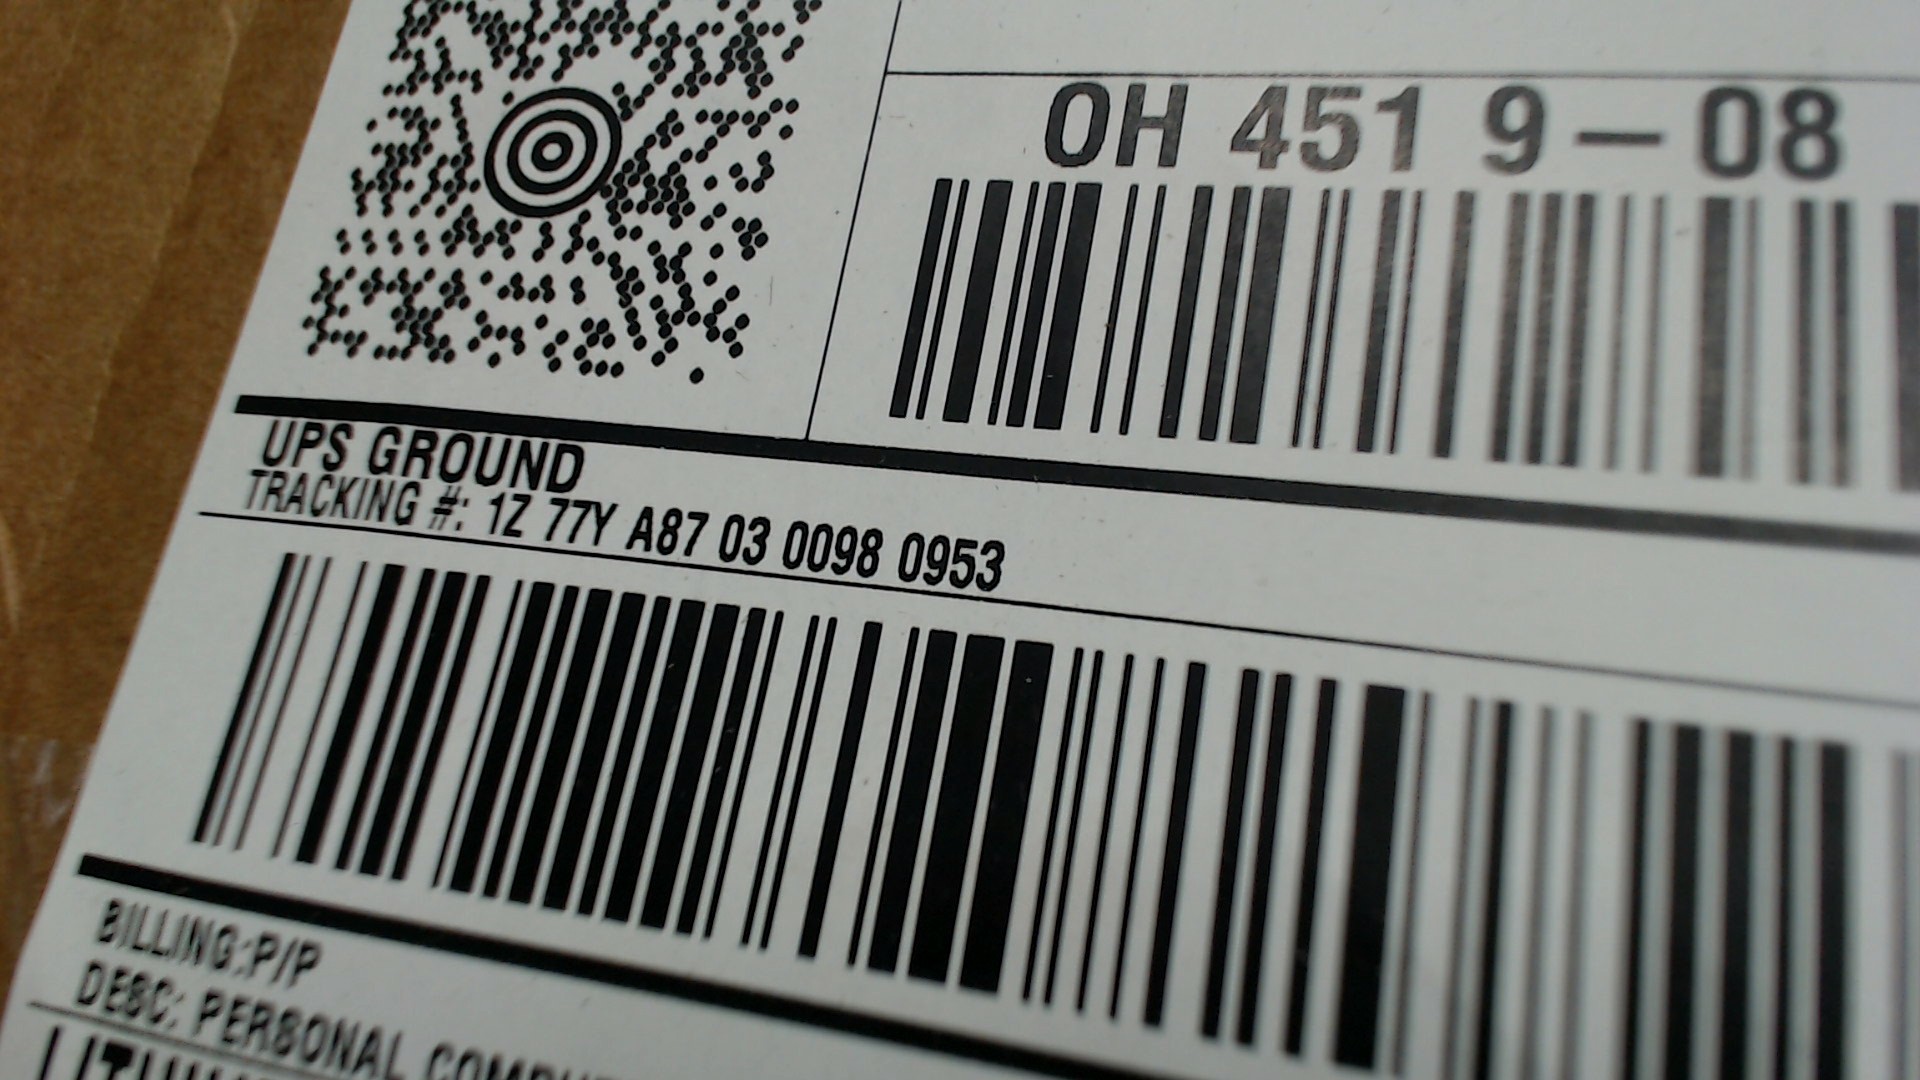 OH 451 9-08
UPS GROUND
TRACKING #: 1Z 77Y A87 03 0098 0953
BILLING:P/P
DESC: PERSONAL